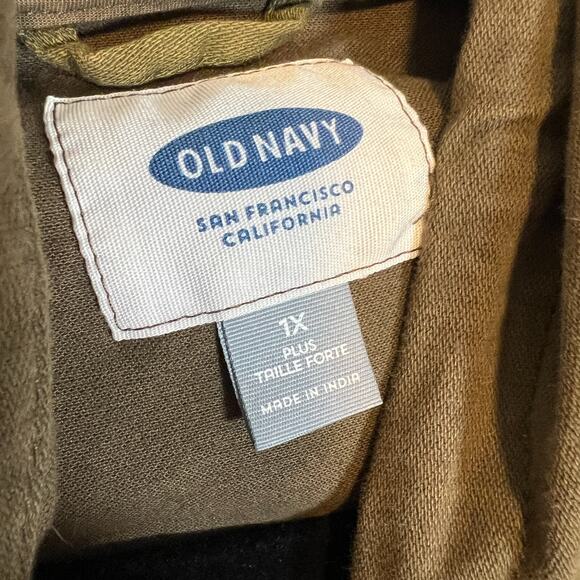 OLD NAVY
SAN FRANCISCO
CALIFORNIA
1X
PLUS
TAILLE FORTE
MADE IN INDIA